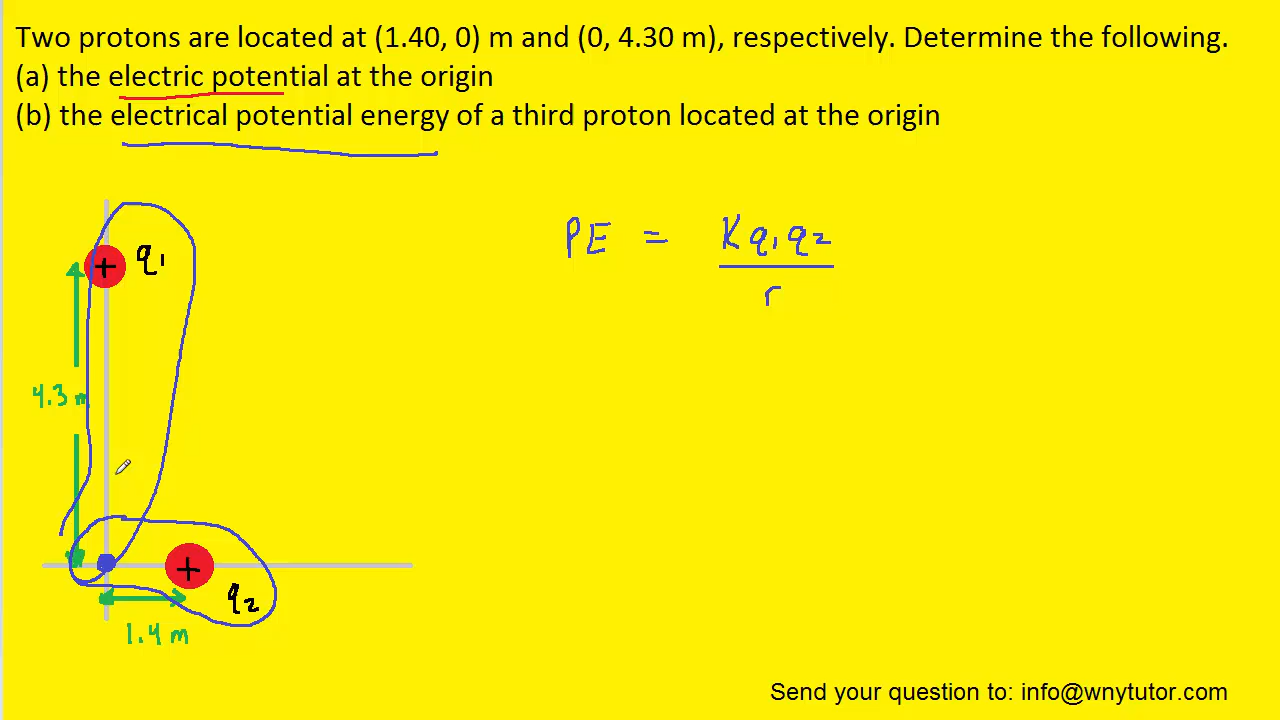 Two protons are located at (1.40, 0) m and (0, 4.30 m), respectively. Determine the following.
(a) the electric potential at the origin
(b) the electrical potential energy of a third proton located at the origin
PE = Kq₁q₂
r
+ q₁
4.3 m
+
q₂
1.4 m
Send your question to: info@wnytutor.com